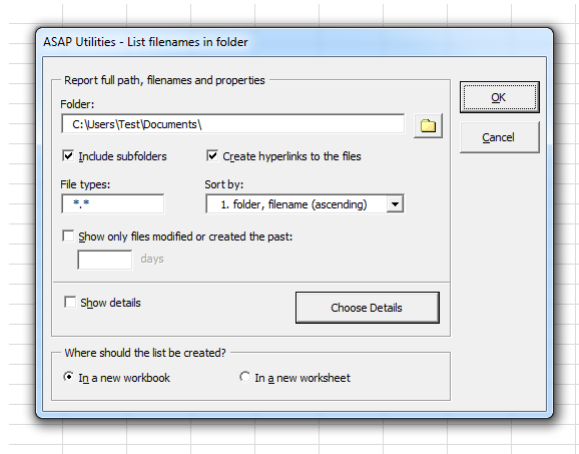 ASAP Utilities - List filenames in folder
Report full path, filenames and properties
Folder:
C:\Users\Test\Documents\
OK
Cancel
Include subfolders
Create hyperlinks to the files
File types:
Sort by:
*.*
1. folder, filename (ascending)
Show only files modified or created the past:
days
Show details
Choose Details
Where should the list be created?
In a new workbook
In a new worksheet